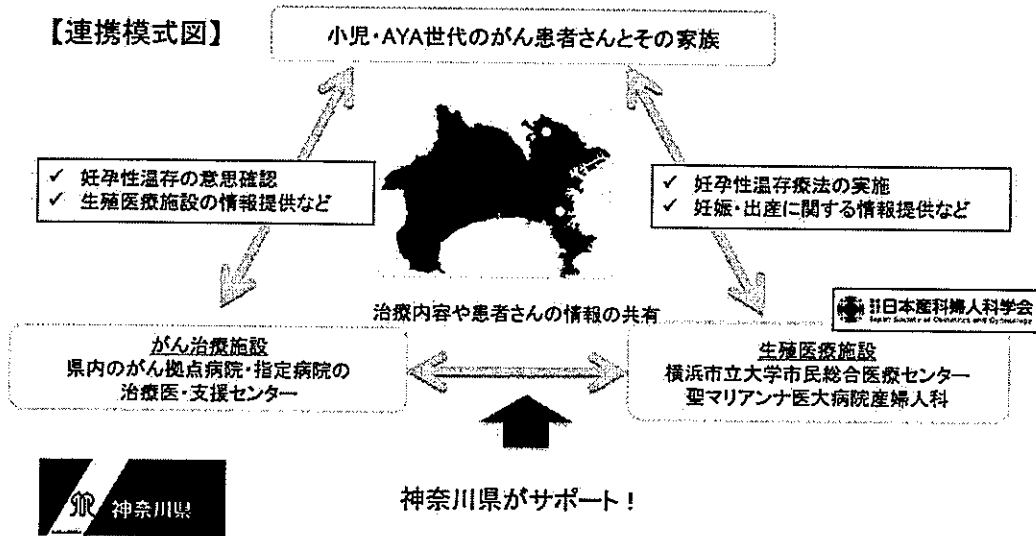 【連携模式図】
小児・AYA世代のがん患者さんとその家族
✓ 妊孕性温存の意思確認
✓ 生殖医療施設の情報提供など
✓ 妊孕性温存療法の実施
✓ 妊娠・出産に関する情報提供など
治療内容や患者さんの情報の共有
日本産科婦人科学会
Japan Society of Obstetrics and Gynecology
がん治療施設
県内のがん拠点病院・指定病院の
治療医・支援センター
生殖医療施設
横浜市立大学市民総合医療センター
聖マリアンナ医大病院産婦人科
神奈川県
神奈川県がサポート！